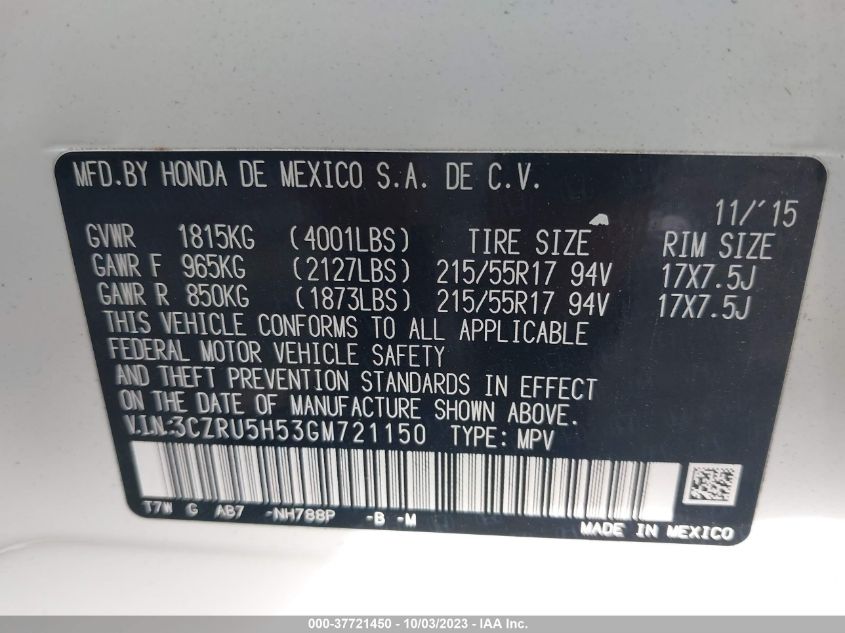 MFD.BY HONDA DE MEXICO S.A. DE C.V.
11/'15
GVWR 1815KG (4001LBS) TIRE SIZE RIM SIZE
GAWR F 965KG (2127LBS) 215/55R17 94V 17X7.5J
GAWR R 850KG (1873LBS) 215/55R17 94V 17X7.5J
THIS VEHICLE CONFORMS TO ALL APPLICABLE
FEDERAL MOTOR VEHICLE SAFETY
AND THEFT PREVENTION STANDARDS IN EFFECT
ON THE DATE OF MANUFACTURE SHOWN ABOVE.
V.I.N:3CZRU5H53GM721150 TYPE: MPV
T7W G AB7 -NH788P -B -M
MADE IN MEXICO
000-37721450 - 10/03/2023 - IAA Inc.